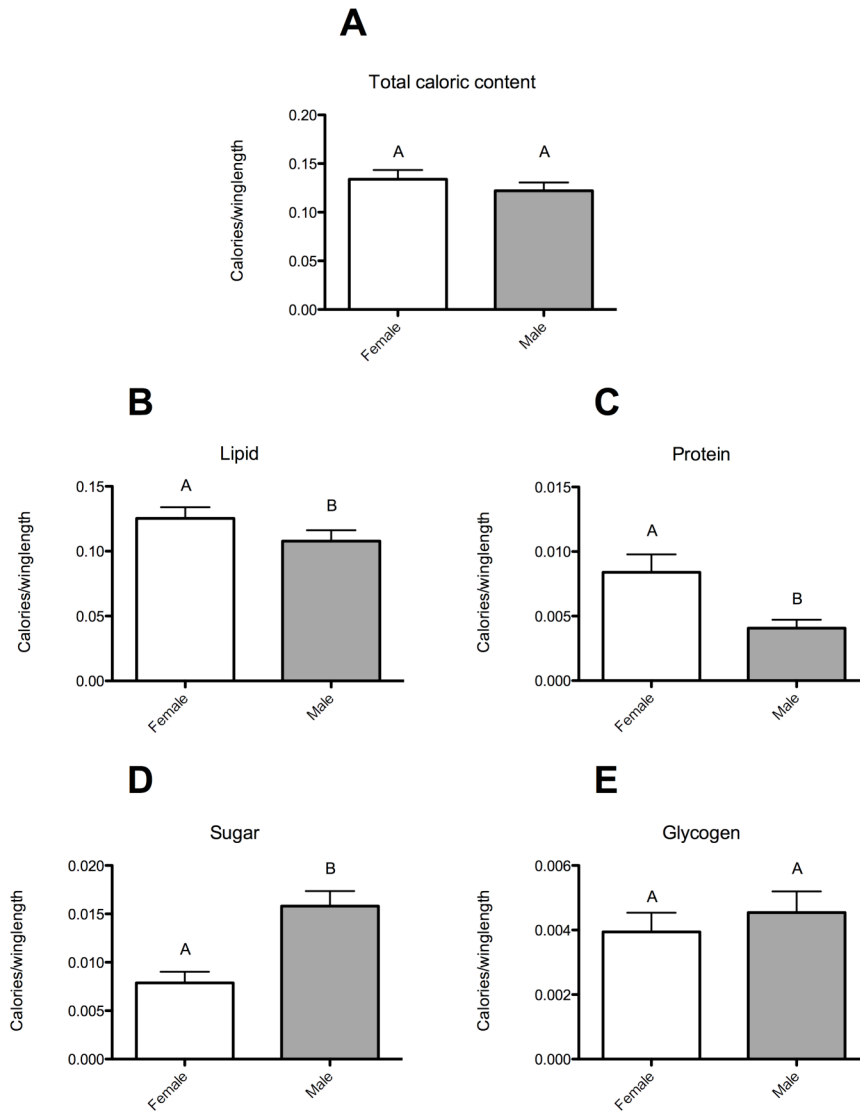 A
Total caloric content
Calories/winglength
0.20
0.15
0.10
0.05
0.00
A
A
Female
Male
B
Lipid
Calories/winglength
0.15
0.10
0.05
0.00
A
B
Female
Male
C
Protein
Calories/winglength
0.015
0.010
0.005
0.000
A
B
Female
Male
D
Sugar
Calories/winglength
0.020
0.015
0.010
0.005
0.000
A
B
Female
Male
E
Glycogen
Calories/winglength
0.006
0.004
0.002
0.000
A
A
Female
Male